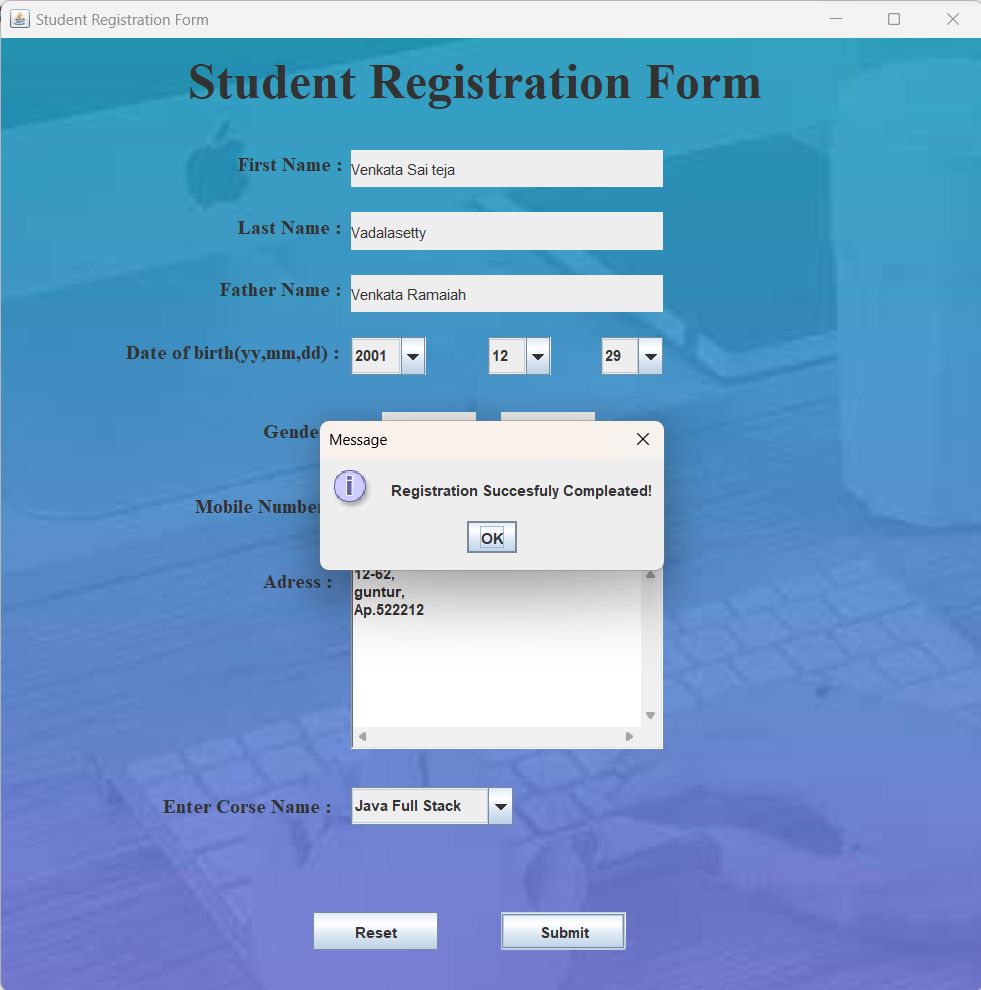 Student Registration Form
Student Registration Form
First Name : Venkata Sai teja
Last Name : Vadalasetty
Father Name : Venkata Ramaiah
Date of birth(yy,mm,dd) : 2001 12 29
Gende
Message
Registration Succesfuly Compleated!
Mobile Number
OK
Adress : 12-62,
guntur,
Ap.522212
Enter Corse Name : Java Full Stack
Reset Submit